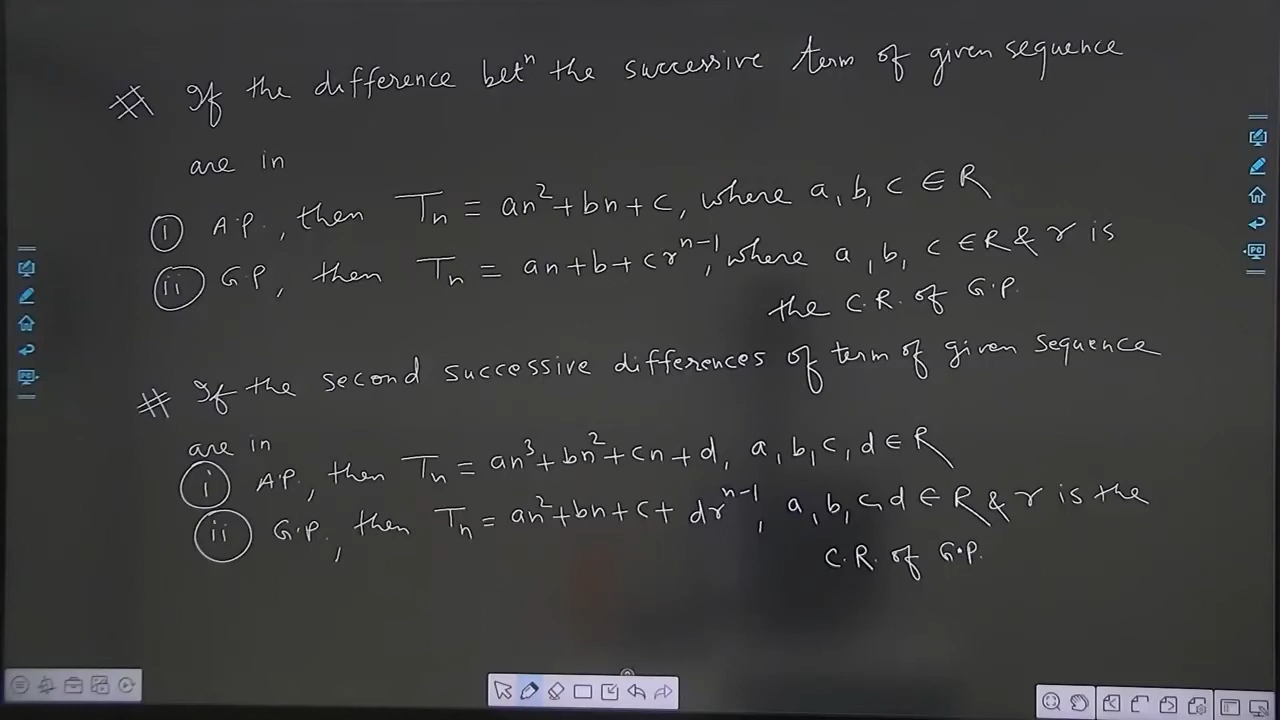 # If the difference betⁿ the successive term of given sequence
are in
(i) A.P., then Tₙ = an² + bn + c, where a, b, c ∈ R
(ii) G.P, then Tₙ = an + b + crⁿ⁻¹, where a, b, c ∈ R & r is
the C.R. of G.P.
# If the second successive differences of term of given sequence
are in
(i) A.P., then Tₙ = an³ + bn² + cn + d, a, b, c, d ∈ R
(ii) G.P., then Tₙ = an² + bn + c + drⁿ⁻¹, a, b, c, d ∈ R & r is the
C.R. of G.P.